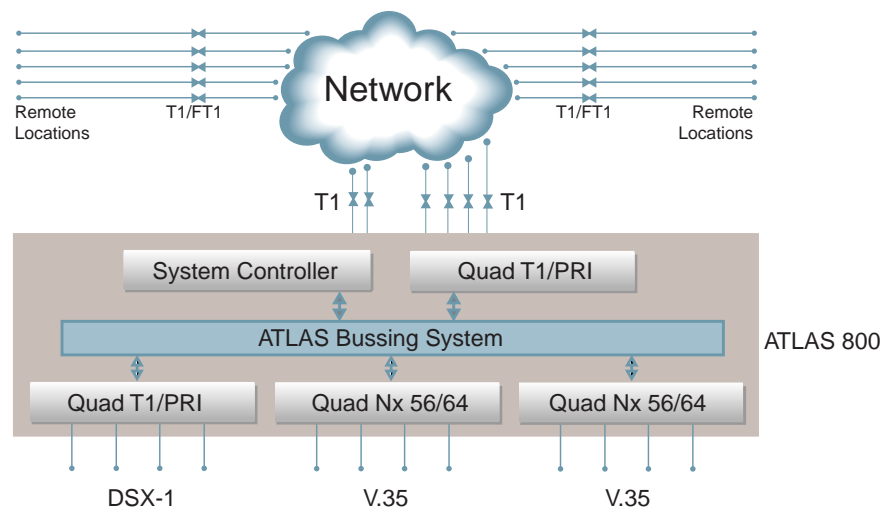 Network
Remote
Locations
T1/FT1
T1/FT1
Remote
Locations
T1
T1
System Controller
Quad T1/PRI
ATLAS Bussing System
ATLAS 800
Quad T1/PRI
Quad Nx 56/64
Quad Nx 56/64
DSX-1
V.35
V.35